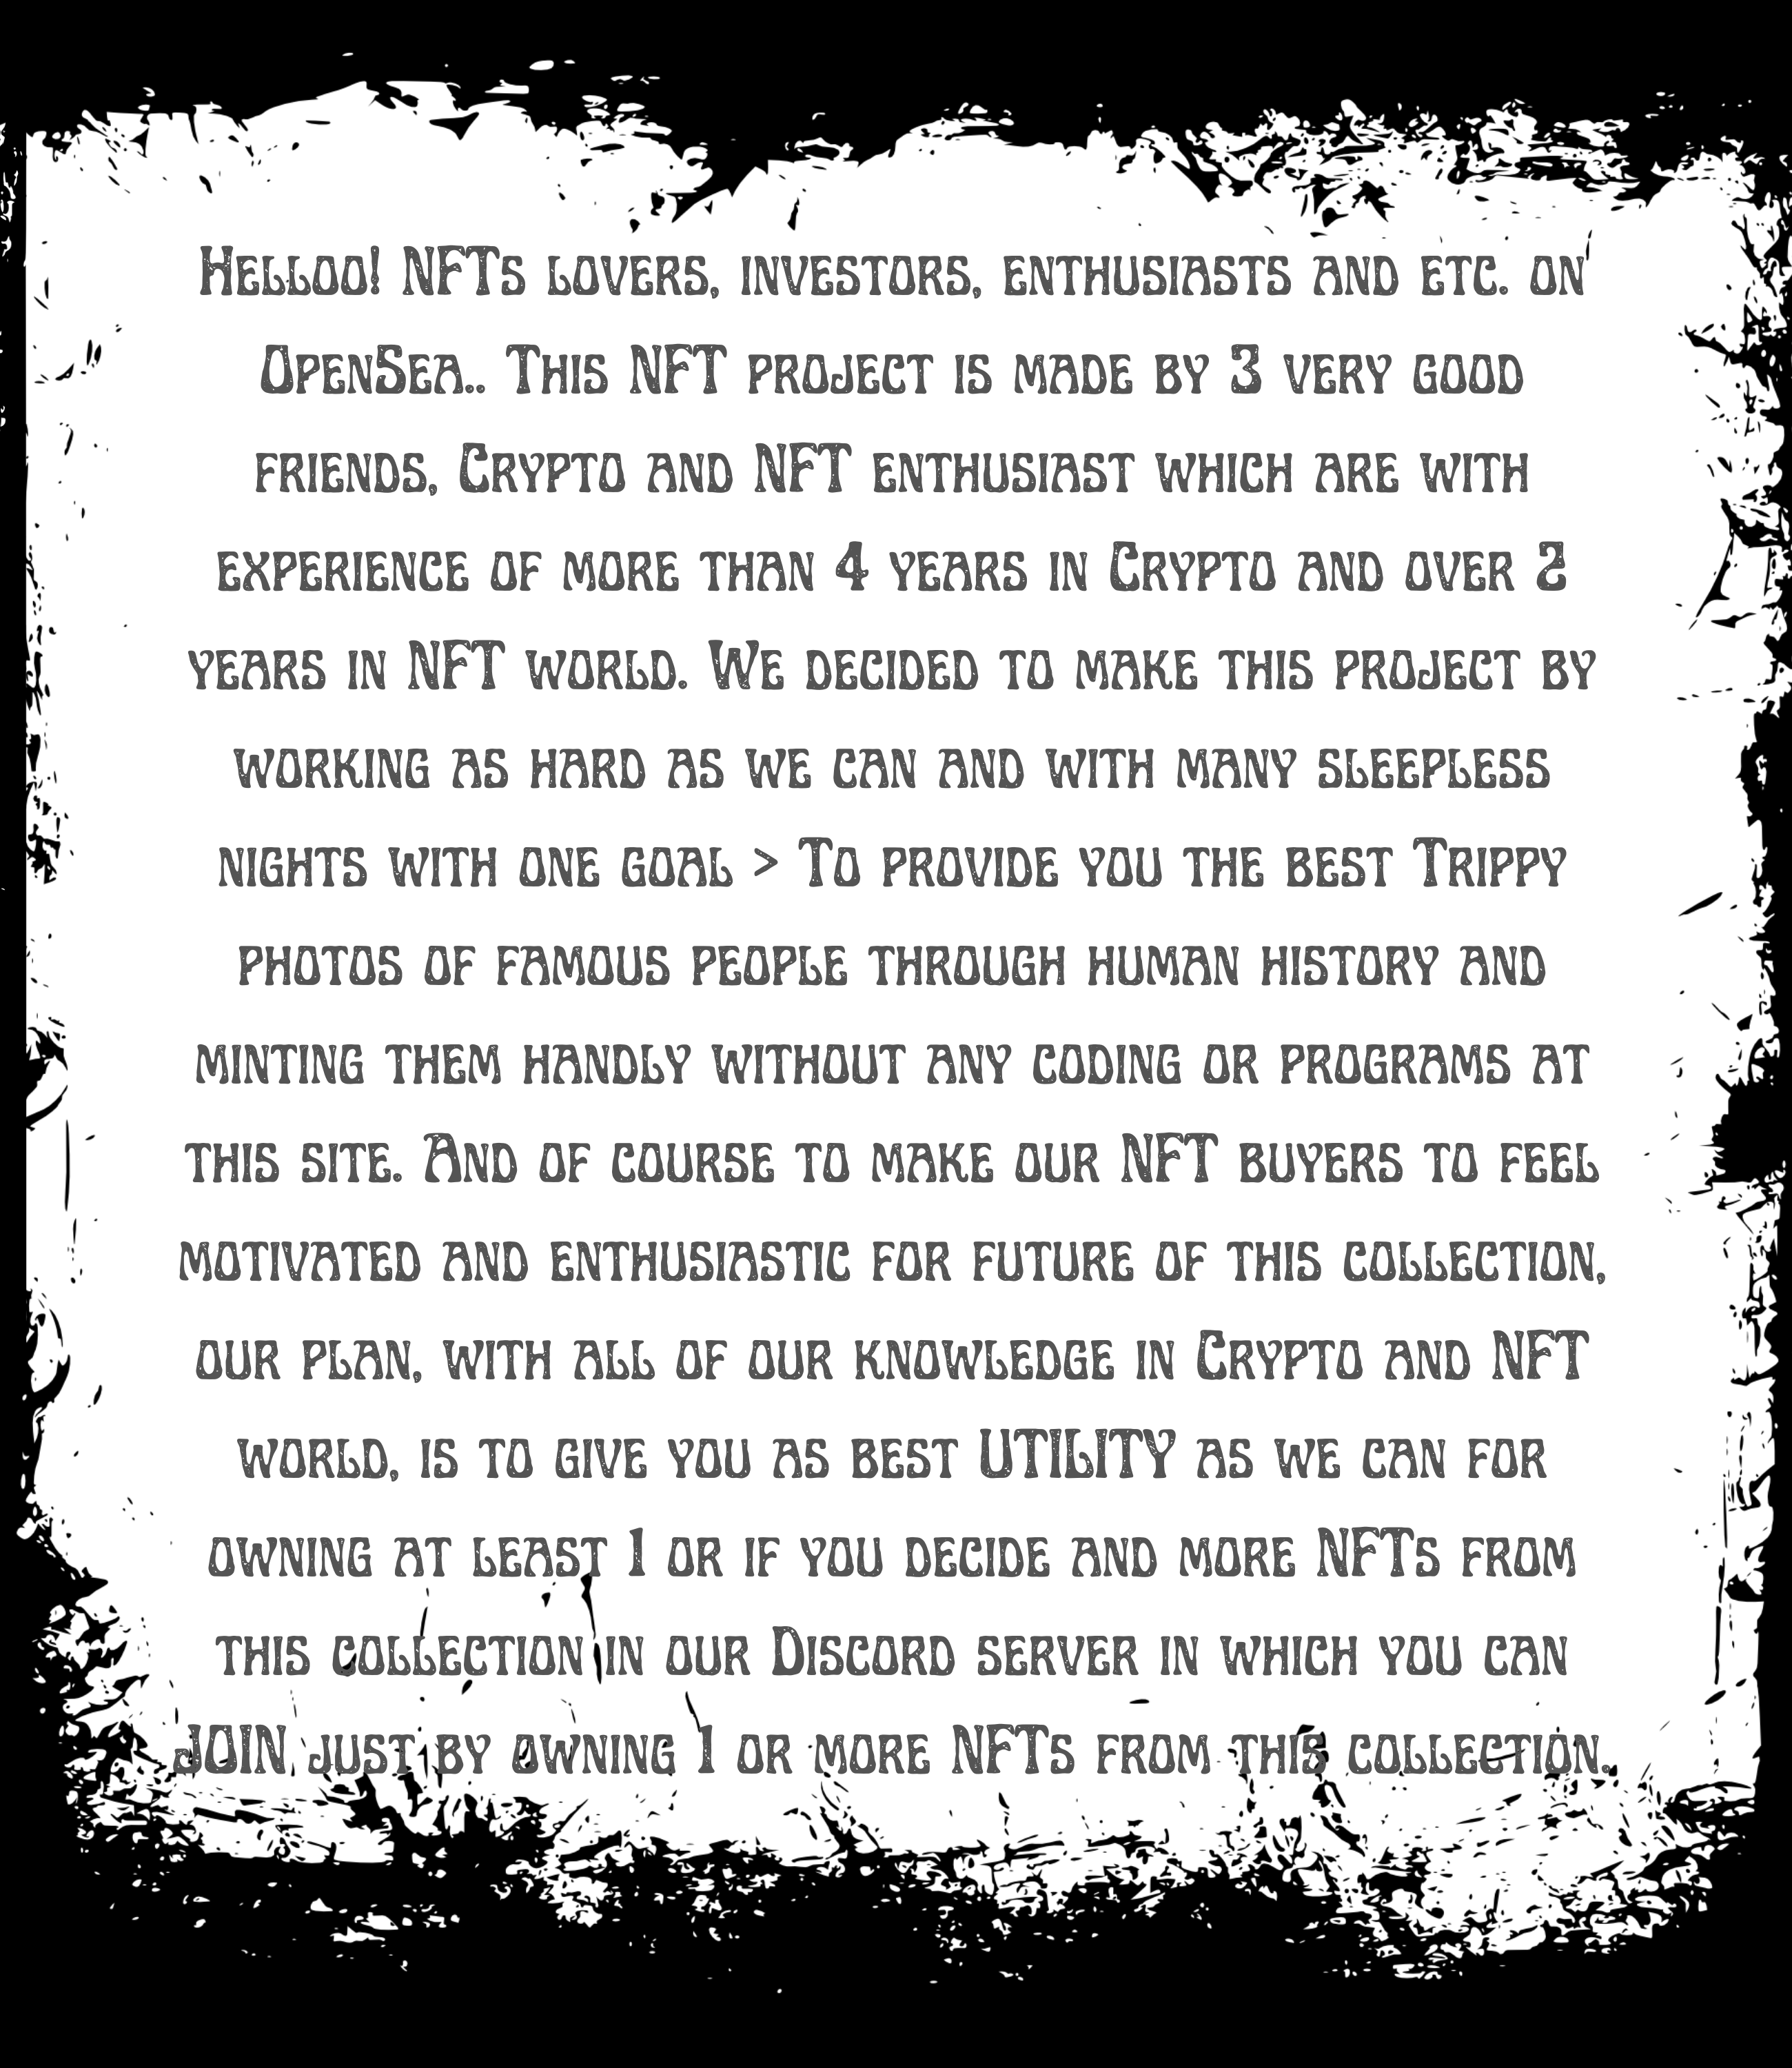 Helloo! NFTs lovers, investors, enthusiasts and etc. on
OpenSea.. This NFT project is made by 3 very good
friends, Crypto and NFT enthusiast which are with
experience of more than 4 years in Crypto and over 2
years in NFT world. We decided to make this project by
working as hard as we can and with many sleepless
nights with one goal > To provide you the best Trippy
photos of famous people through human history and
minting them handly without any coding or programs at
this site. And of course to make our NFT buyers to feel
motivated and enthusiastic for future of this collection,
our plan, with all of our knowledge in Crypto and NFT
world, is to give you as best UTILITY as we can for
owning at least 1 or if you decide and more NFTs from
this collection in our Discord server in which you can
JOIN just by owning 1 or more NFTs from this collection.